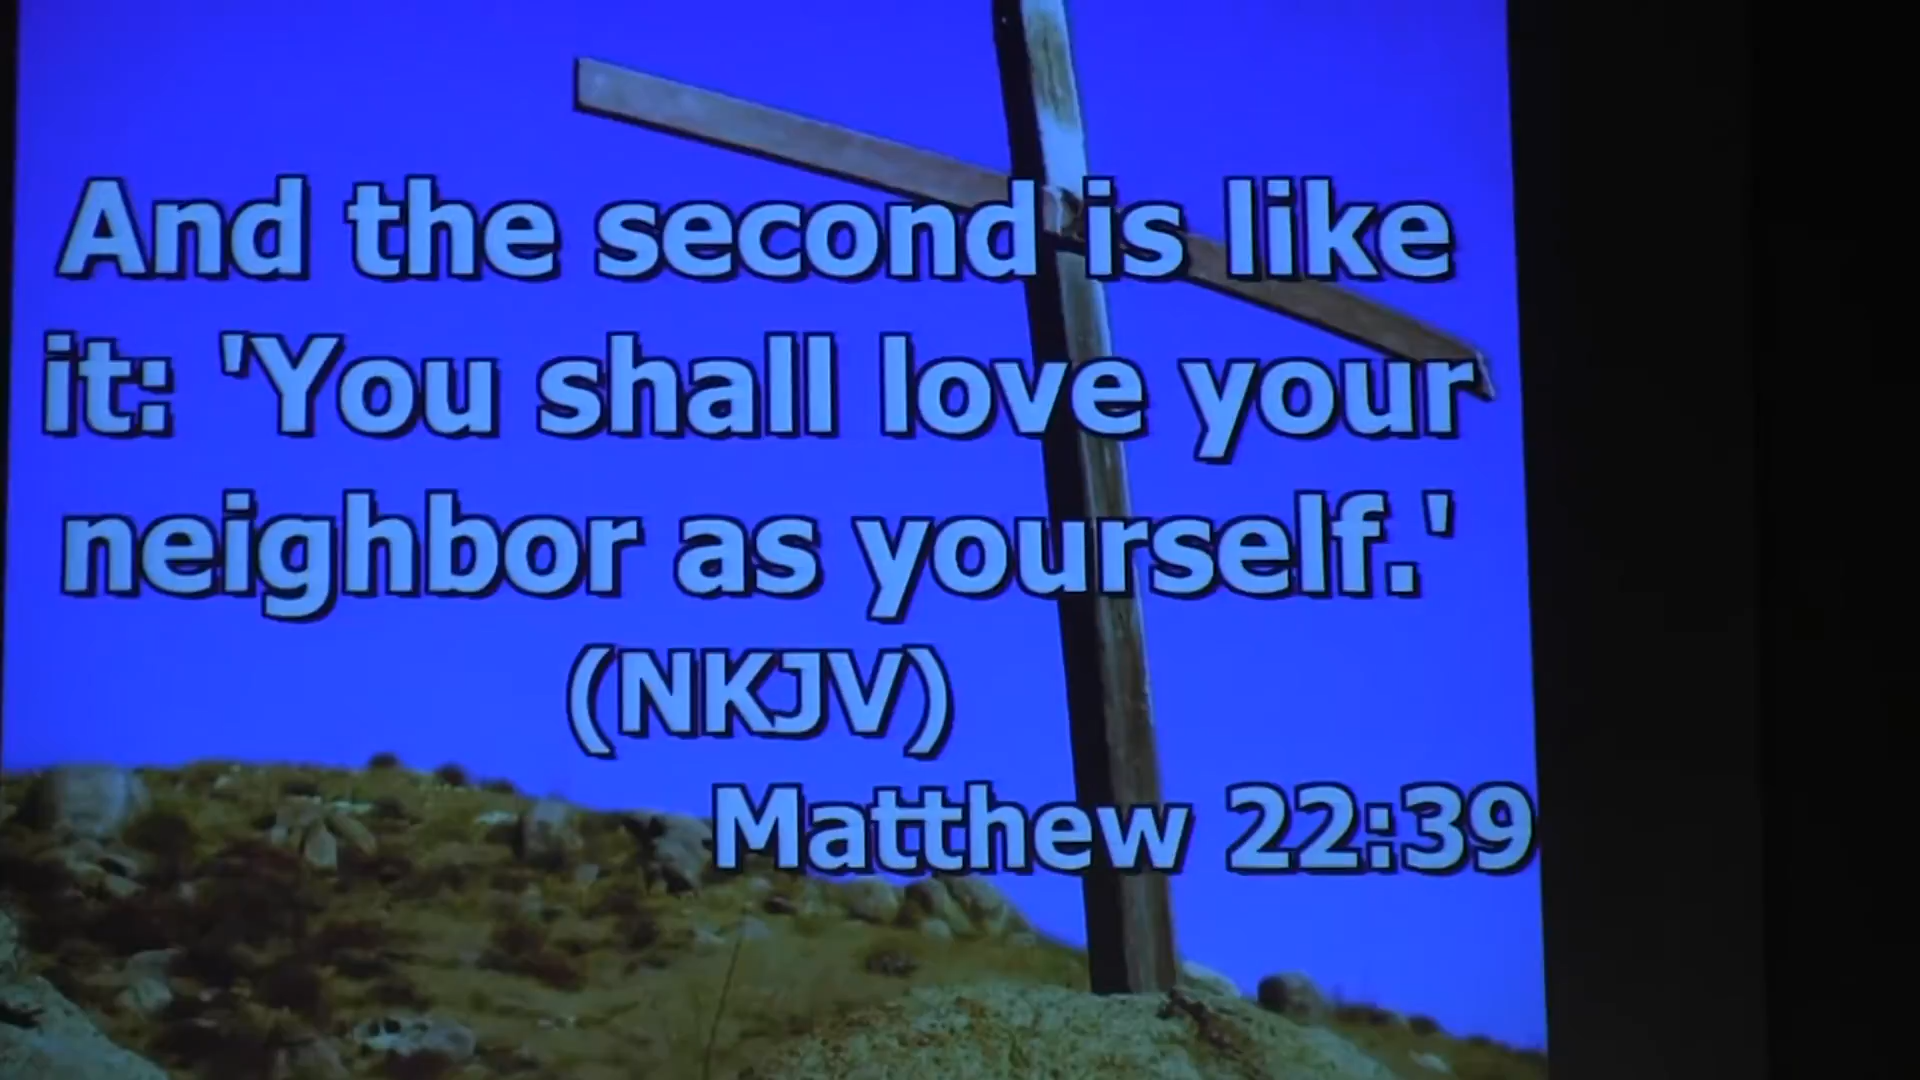 And the second is like
it: 'You shall love your
neighbor as yourself.'
(NKJV)
Matthew 22:39